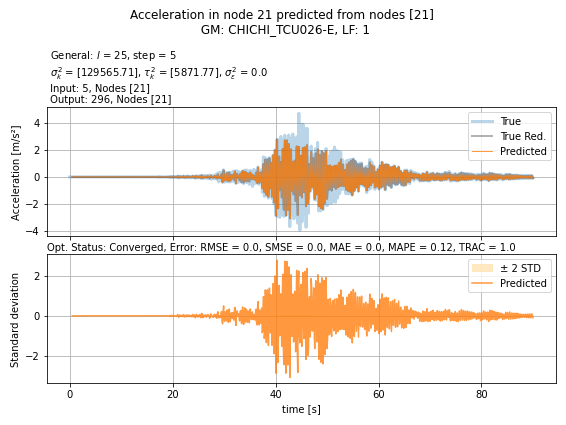 Acceleration in node 21 predicted from nodes [21]
GM: CHICHI_TCU026-E, LF: 1
General: l = 25, step = 5
σ²ₖ = [129565.71], τ²ₖ = [5871.77], σ²ε = 0.0
Input: 5, Nodes [21]
Output: 296, Nodes [21]
Acceleration [m/s²]
4
2
0
−2
−4
True
True Red.
Predicted
Opt. Status: Converged, Error: RMSE = 0.0, SMSE = 0.0, MAE = 0.0, MAPE = 0.12, TRAC = 1.0
Standard deviation
2
0
−2
± 2 STD
Predicted
0
20
40
60
80
time [s]